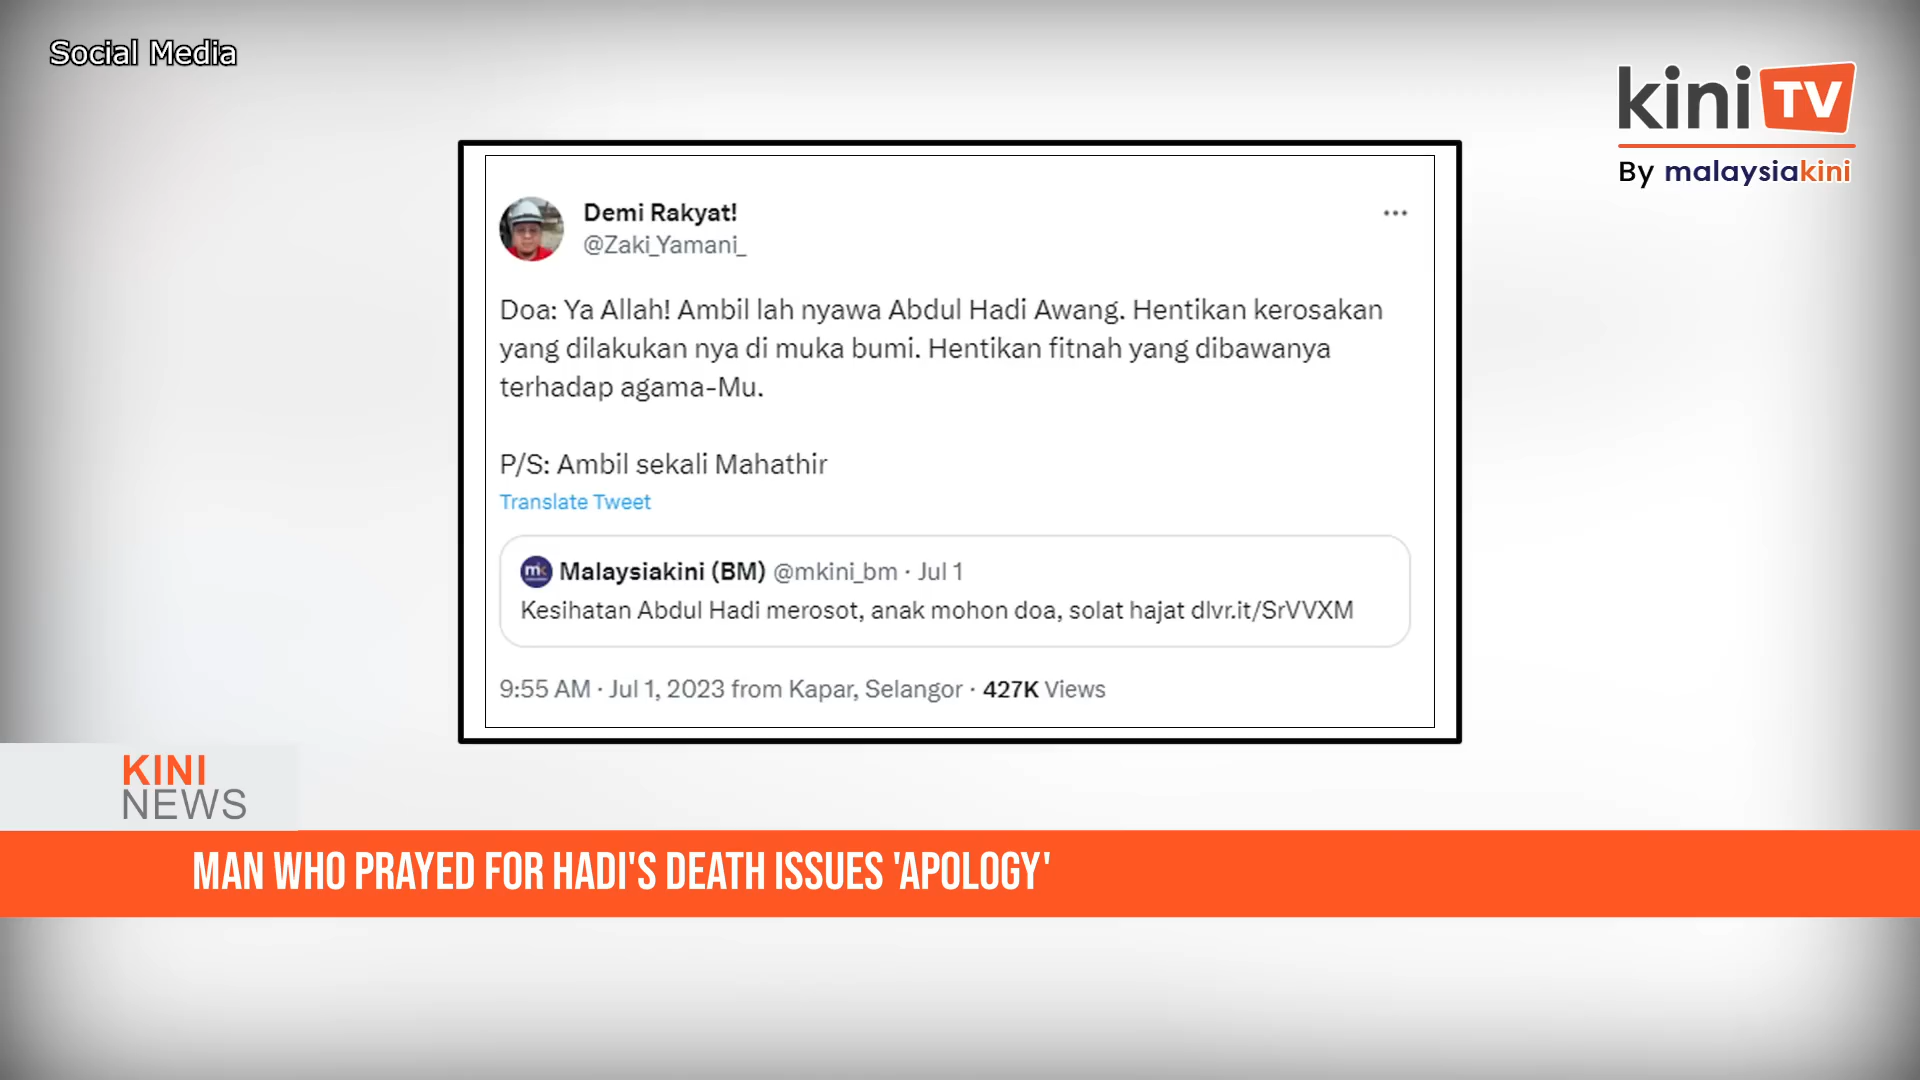 Social Media
kini TV
By malaysiakini
Demi Rakyat!
@Zaki_Yamani_
Doa: Ya Allah! Ambil lah nyawa Abdul Hadi Awang. Hentikan kerosakan
yang dilakukan nya di muka bumi. Hentikan fitnah yang dibawanya
terhadap agama-Mu.
P/S: Ambil sekali Mahathir
Translate Tweet
mk Malaysiakini (BM) @mkini_bm · Jul 1
Kesihatan Abdul Hadi merosot, anak mohon doa, solat hajat dlvr.it/SrVVXM
9:55 AM · Jul 1, 2023 from Kapar, Selangor · 427K Views
KINI
NEWS
MAN WHO PRAYED FOR HADI'S DEATH ISSUES 'APOLOGY'